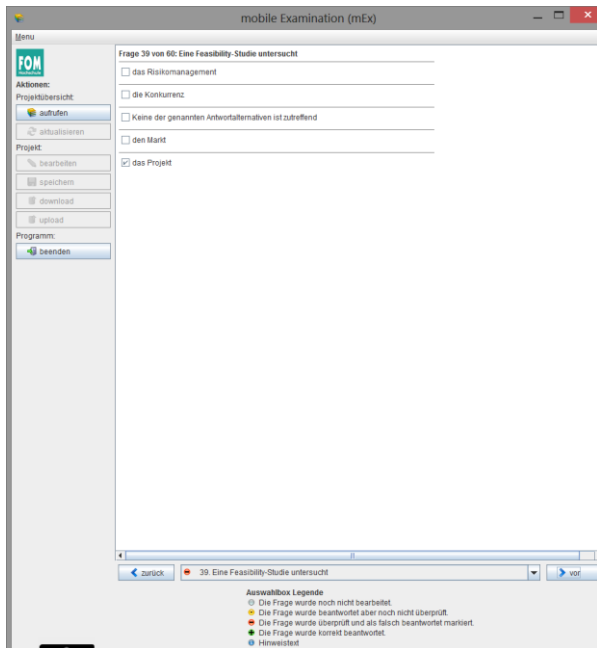 mobile Examination (mEx)
Menu
FOM
Hochschule
Aktionen:
Projektübersicht:
aufrufen
aktualisieren
Projekt:
bearbeiten
speichern
download
upload
Programm:
beenden
Frage 39 von 60: Eine Feasibility-Studie untersucht
das Risikomanagement
die Konkurrenz
Keine der genannten Antwortalternativen ist zutreffend
den Markt
das Projekt
zurück
39. Eine Feasibility-Studie untersucht
vor
Auswahlbox Legende
Die Frage wurde noch nicht bearbeitet.
Die Frage wurde beantwortet aber noch nicht überprüft.
Die Frage wurde überprüft und als falsch beantwortet markiert.
Die Frage wurde korrekt beantwortet.
Hinweistext